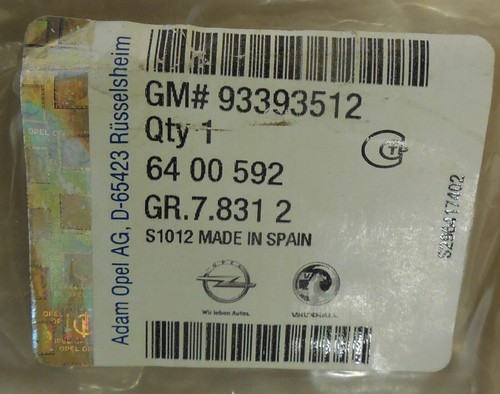 Adam Opel AG, D-65423 Rüsselsheim
GM# 93393512
Qty 1
64 00 592
GR.7.831 2
S1012 MADE IN SPAIN
OPEL
Wir leben Autos.
VAUXHALL